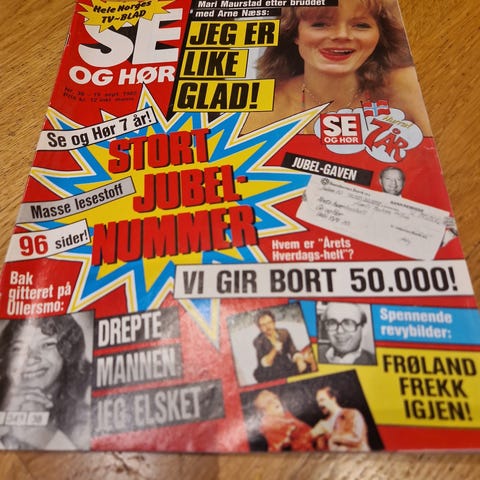 Hele Norges
TV-BLAD
SE
OG HØR
Mari Maurstad etter bruddet
med Arne Næss:
JEG ER
LIKE
GLAD!
SE
OG HØR
7 ÅR
Se og Hør 7 år!
STORT
JUBEL-
NUMMER
Masse lesestoff
96 sider!
JUBEL-GAVEN
Hvem er "Årets
Hverdags-helt"?
VI GIR BORT 50.000!
Bak
gitteret på
Ullersmo:
DREPTE
MANNEN
JEG ELSKET
Spennende
revybilder:
FRØLAND
FREKK
IGJEN!